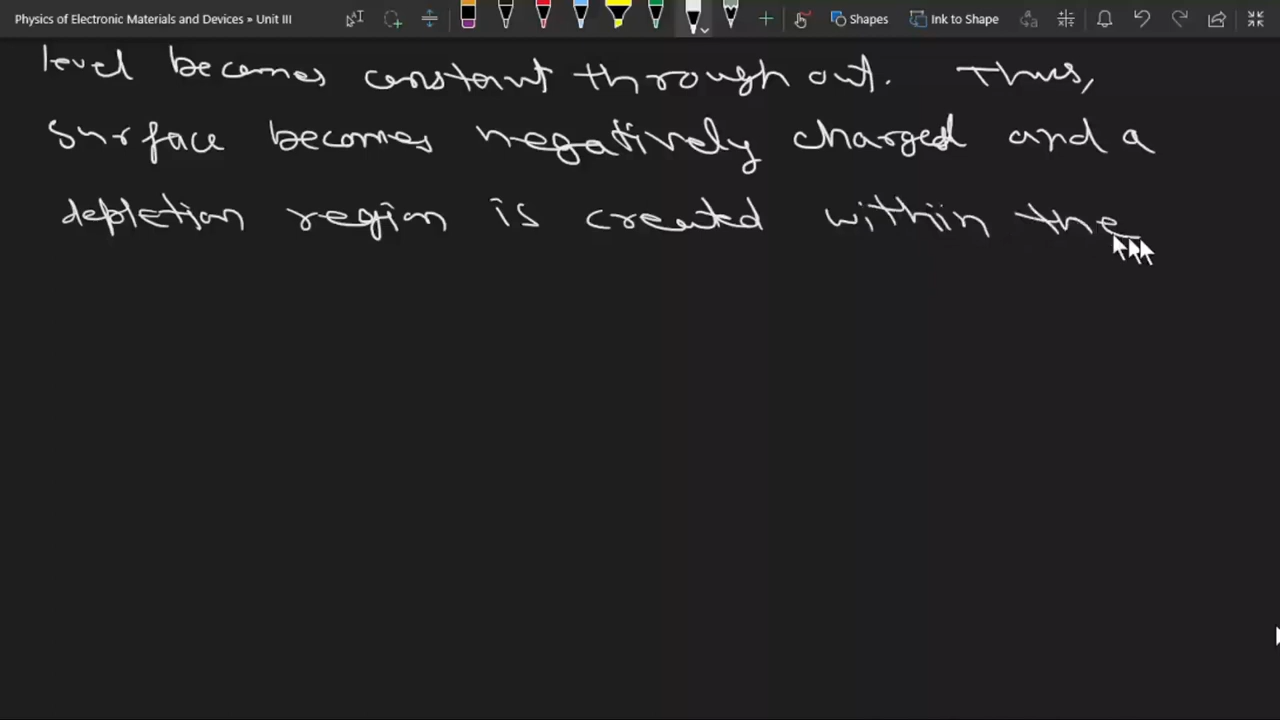 Physics of Electronic Materials and Devices » Unit III
Shapes
Ink to Shape
level becomes constant throughout. Thus,
surface becomes negatively charged and a
depletion region is created within the